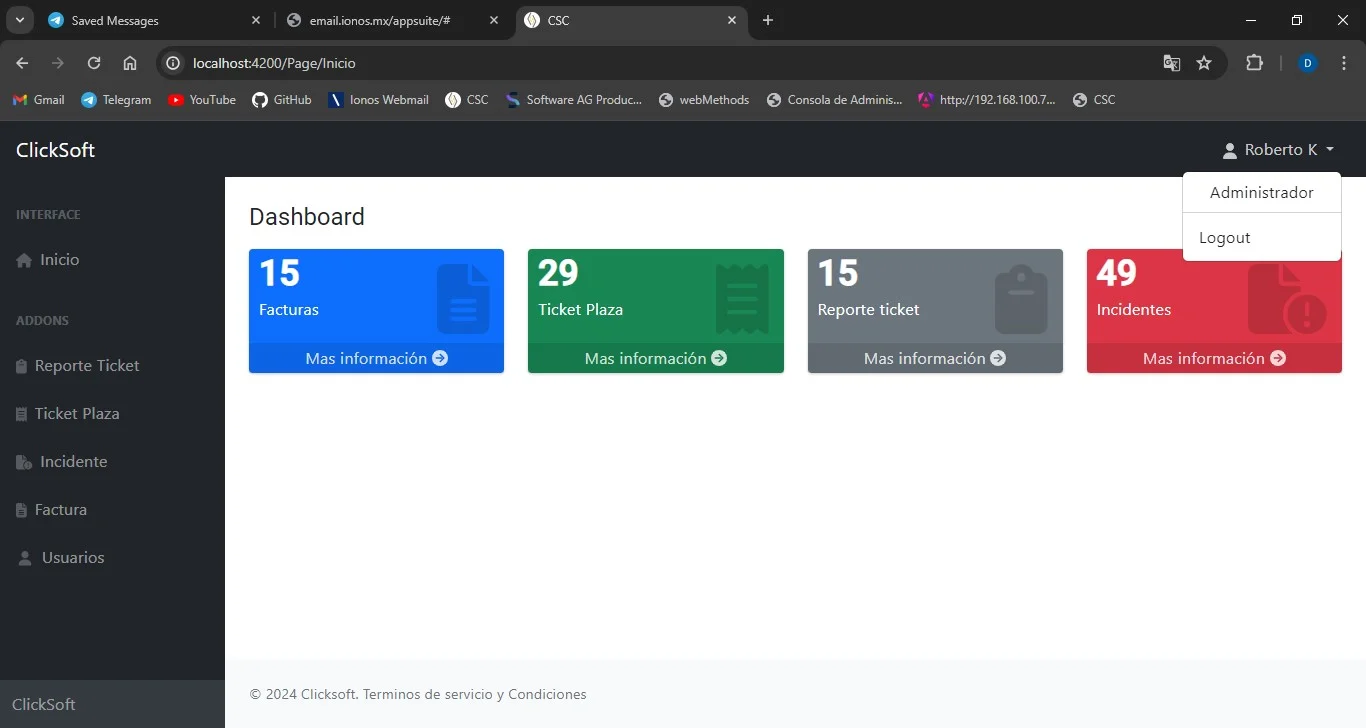 Saved Messages
email.ionos.mx/appsuite/#
CSC
localhost:4200/Page/Inicio
D
Gmail
Telegram
YouTube
GitHub
Ionos Webmail
CSC
Software AG Produc...
webMethods
Consola de Adminis...
http://192.168.100.7...
CSC
ClickSoft
Roberto K
Administrador
Logout
INTERFACE
Inicio
ADDONS
Reporte Ticket
Ticket Plaza
Incidente
Factura
Usuarios
ClickSoft
Dashboard
15
Facturas
Mas información
29
Ticket Plaza
Mas información
15
Reporte ticket
Mas información
49
Incidentes
Mas información
© 2024 Clicksoft. Terminos de servicio y Condiciones